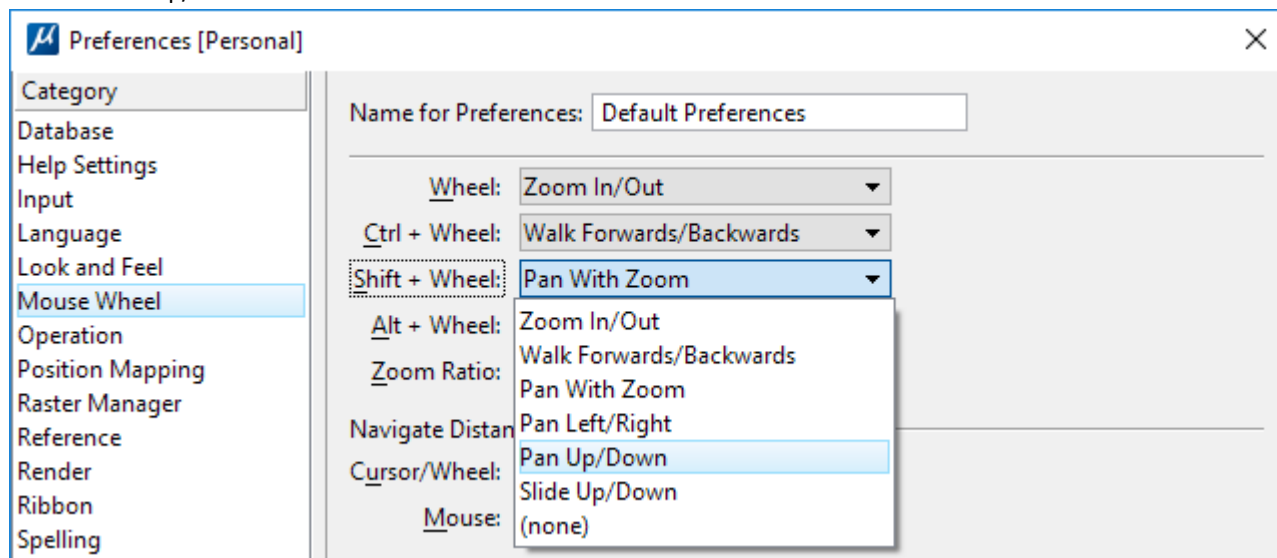 Preferences [Personal]
Category
Database
Help Settings
Input
Language
Look and Feel
Mouse Wheel
Operation
Position Mapping
Raster Manager
Reference
Render
Ribbon
Spelling
Name for Preferences: Default Preferences
Wheel: Zoom In/Out
Ctrl + Wheel: Walk Forwards/Backwards
Shift + Wheel: Pan With Zoom
Alt + Wheel:
Zoom Ratio:
Zoom In/Out
Walk Forwards/Backwards
Pan With Zoom
Pan Left/Right
Pan Up/Down
Slide Up/Down
(none)
Navigate Distan
Cursor/Wheel:
Mouse: